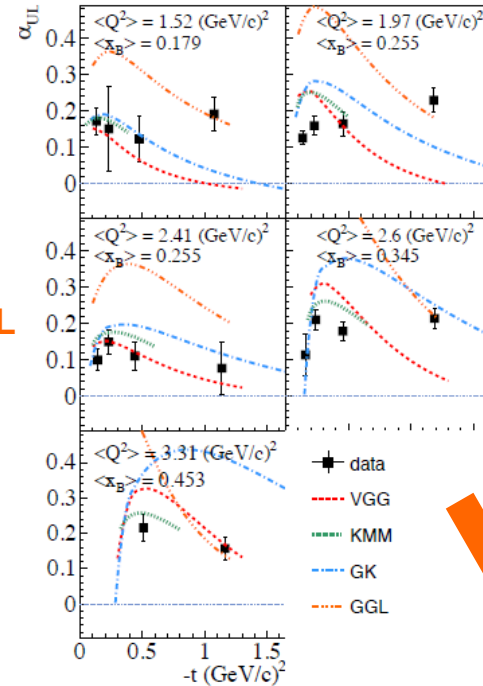 α_UL
<Q²> = 1.52 (GeV/c)²
<x_B> = 0.179
<Q²> = 1.97 (GeV/c)²
<x_B> = 0.255
0.4
0.3
0.2
0.1
0
<Q²> = 2.41 (GeV/c)²
<x_B> = 0.255
<Q²> = 2.6 (GeV/c)²
<x_B> = 0.345
0.4
0.3
L
0.2
0.1
0
<Q²> = 3.31 (GeV/c)²
<x_B> = 0.453
0.4
0.3
0.2
0.1
0
data
VGG
KMM
GK
GGL
0 0.5 1 1.5
-t (GeV/c)²